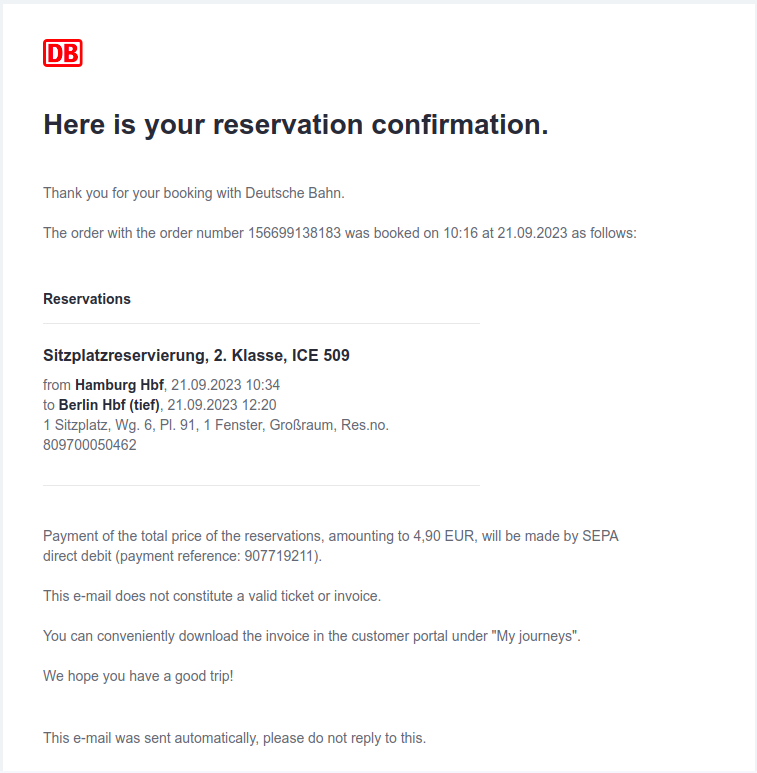 DB
Here is your reservation confirmation.
Thank you for your booking with Deutsche Bahn.
The order with the order number 156699138183 was booked on 10:16 at 21.09.2023 as follows:
Reservations
Sitzplatzreservierung, 2. Klasse, ICE 509
from Hamburg Hbf, 21.09.2023 10:34
to Berlin Hbf (tief), 21.09.2023 12:20
1 Sitzplatz, Wg. 6, Pl. 91, 1 Fenster, Großraum, Res.no.
809700050462
Payment of the total price of the reservations, amounting to 4,90 EUR, will be made by SEPA
direct debit (payment reference: 907719211).
This e-mail does not constitute a valid ticket or invoice.
You can conveniently download the invoice in the customer portal under "My journeys".
We hope you have a good trip!
This e-mail was sent automatically, please do not reply to this.